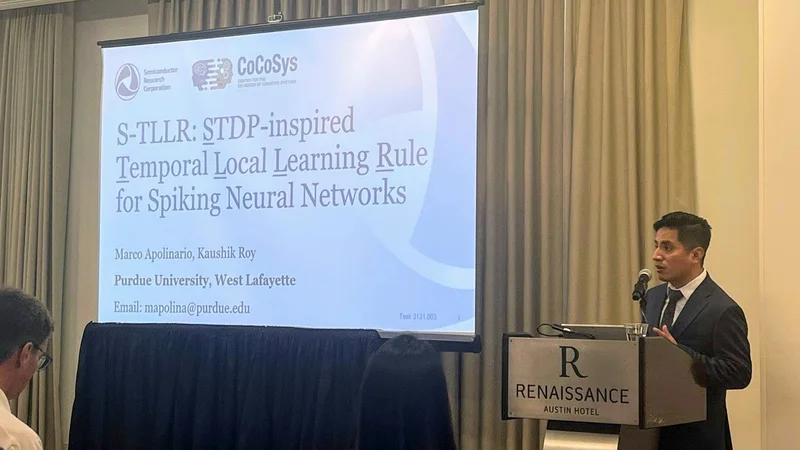 Semiconductor
Research
Corporation
CoCoSys
S-TLLR: STDP-inspired
Temporal Local Learning Rule
for Spiking Neural Networks
Marco Apolinario, Kaushik Roy
Purdue University, West Lafayette
Email: mapolina@purdue.edu
Task 3131.003
R
RENAISSANCE
AUSTIN HOTEL